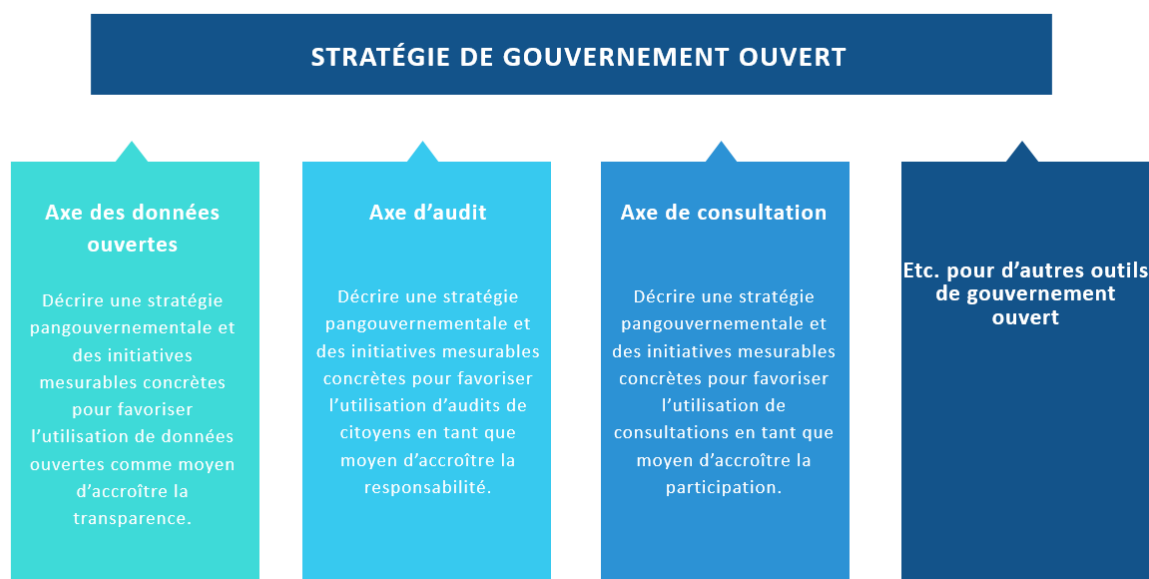 STRATÉGIE DE GOUVERNEMENT OUVERT
Axe des données
ouvertes
Décrire une stratégie
pangouvernementale et
des initiatives
mesurables concrètes
pour favoriser
l’utilisation de données
ouvertes comme moyen
d’accroître la
transparence.
Axe d’audit
Décrire une stratégie
pangouvernementale et
des initiatives mesurables
concrètes pour favoriser
l’utilisation d’audits de
citoyens en tant que
moyen d’accroître la
responsabilité.
Axe de consultation
Décrire une stratégie
pangouvernementale et
des initiatives mesurables
concrètes pour favoriser
l’utilisation de
consultations en tant que
moyen d’accroître la
participation.
Etc. pour d’autres outils
de gouvernement
ouvert